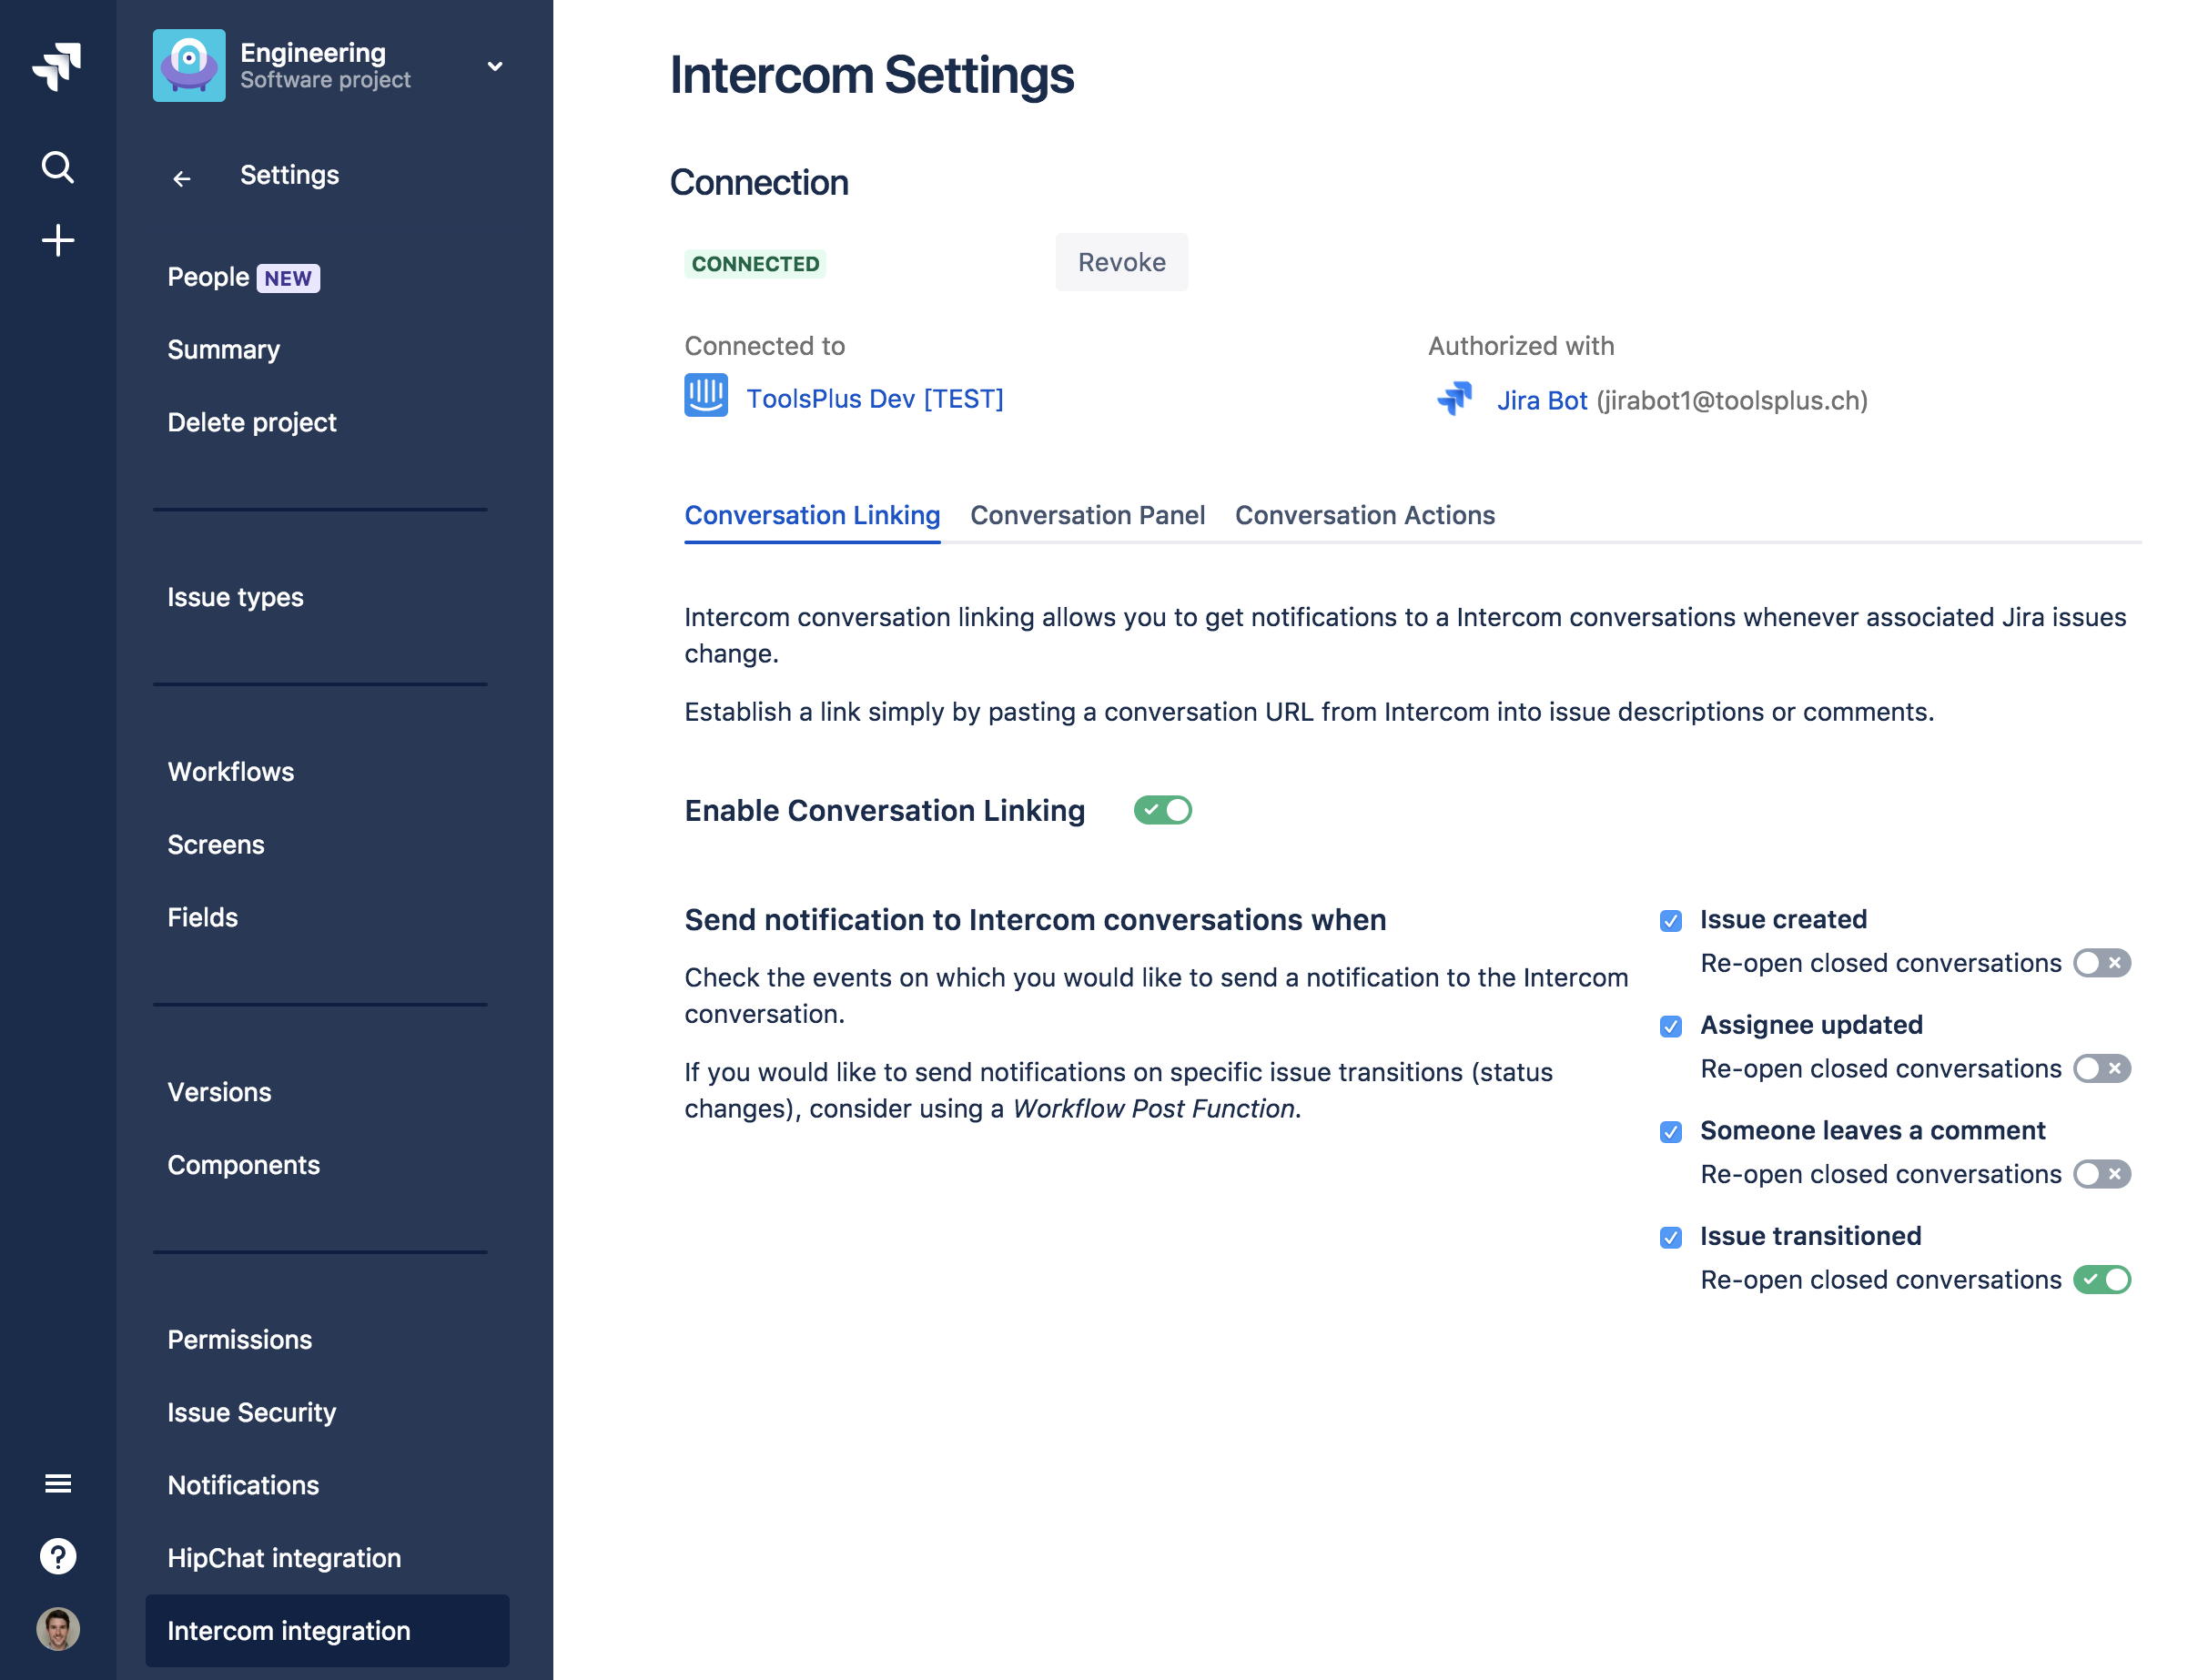 Engineering
Software project
Settings
People NEW
Summary
Delete project
Issue types
Workflows
Screens
Fields
Versions
Components
Permissions
Issue Security
Notifications
HipChat integration
Intercom integration
Intercom Settings
Connection
CONNECTED
Revoke
Connected to
ToolsPlus Dev [TEST]
Authorized with
Jira Bot (jirabot1@toolsplus.ch)
Conversation Linking
Conversation Panel
Conversation Actions
Intercom conversation linking allows you to get notifications to a Intercom conversations whenever associated Jira issues
change.
Establish a link simply by pasting a conversation URL from Intercom into issue descriptions or comments.
Enable Conversation Linking
Send notification to Intercom conversations when
Check the events on which you would like to send a notification to the Intercom
conversation.
If you would like to send notifications on specific issue transitions (status
changes), consider using a Workflow Post Function.
Issue created
Re-open closed conversations
Assignee updated
Re-open closed conversations
Someone leaves a comment
Re-open closed conversations
Issue transitioned
Re-open closed conversations